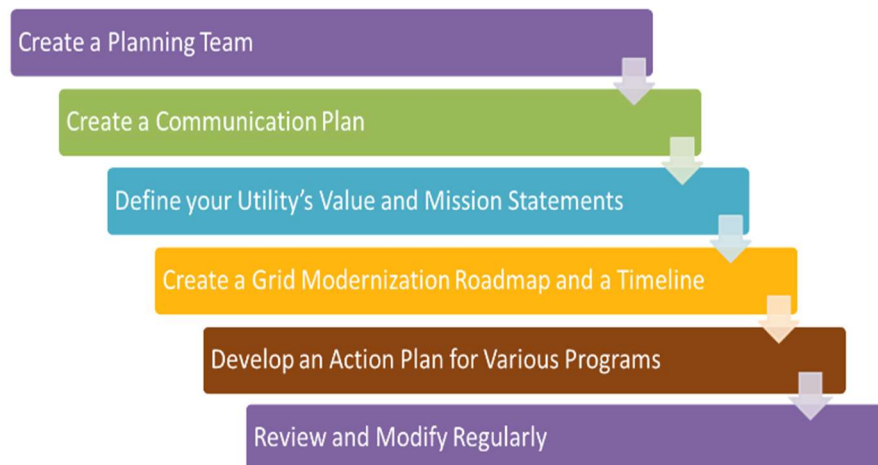 Create a Planning Team
Create a Communication Plan
Define your Utility's Value and Mission Statements
Create a Grid Modernization Roadmap and a Timeline
Develop an Action Plan for Various Programs
Review and Modify Regularly